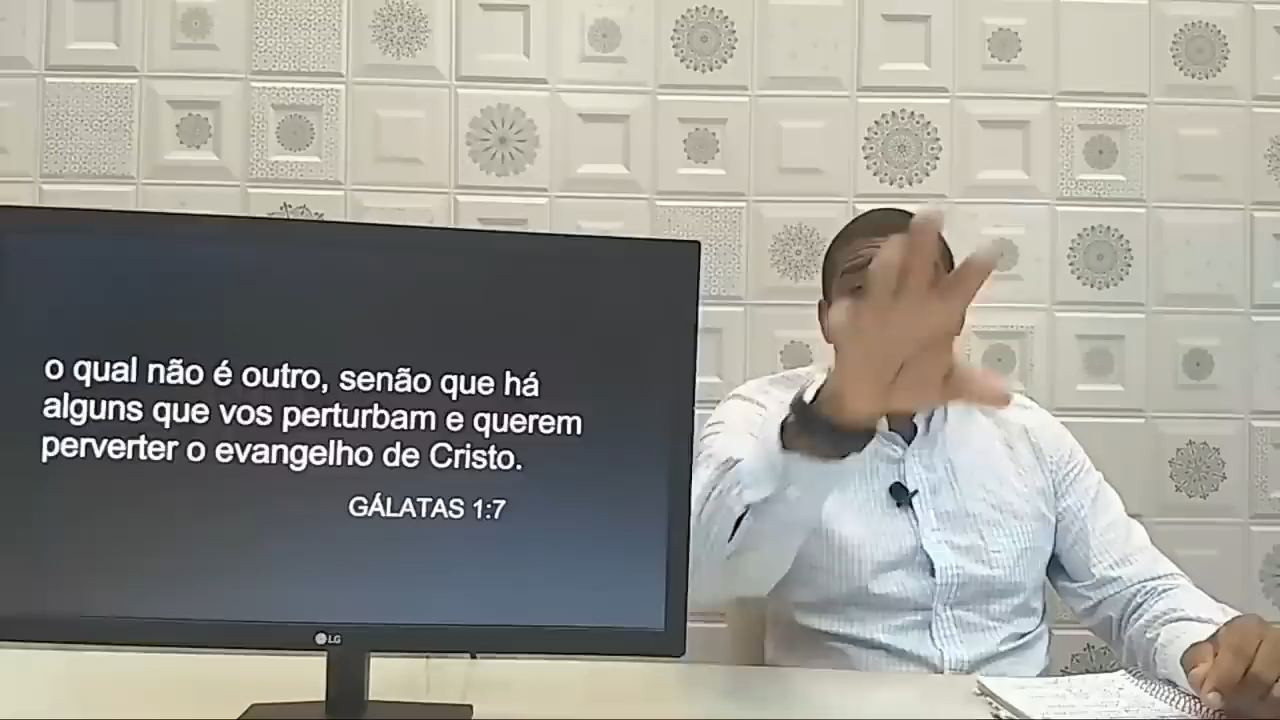 o qual não é outro, senão que há
alguns que vos perturbam e querem
perverter o evangelho de Cristo.
GÁLATAS 1:7
LG